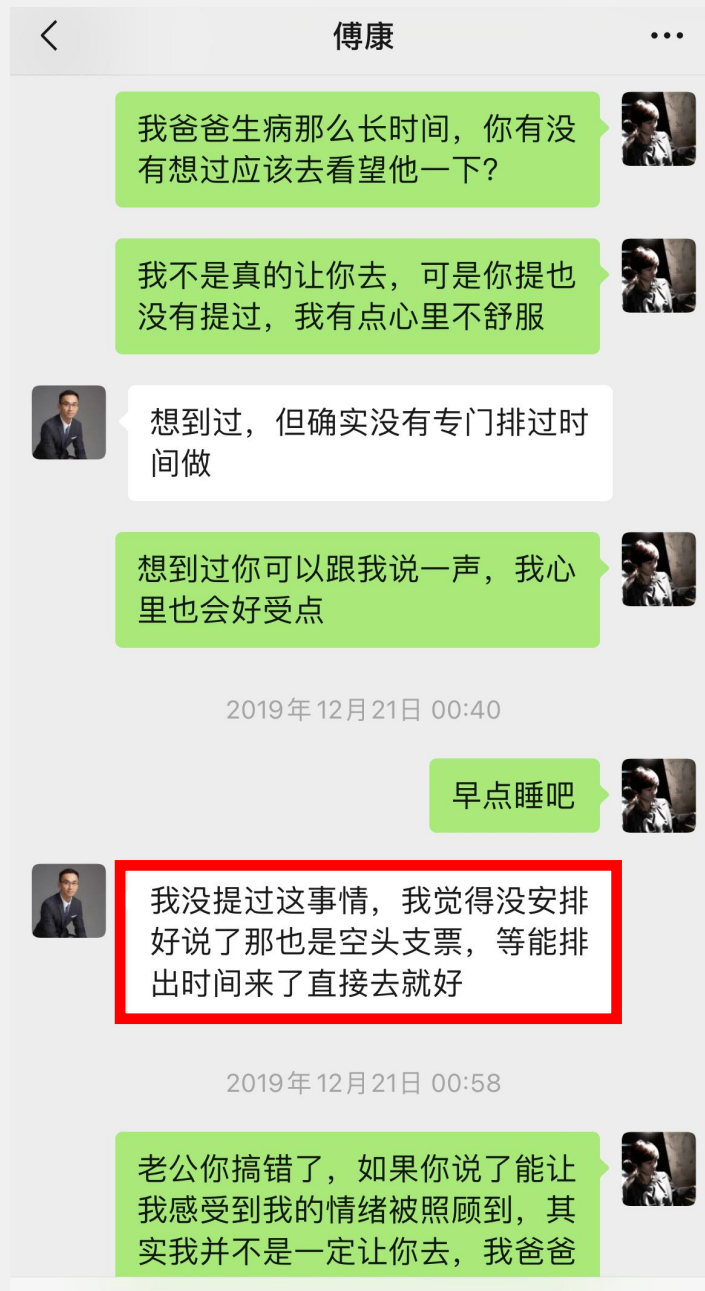 傅康
我爸爸生病那么长时间，你有没
有想过应该去看望他一下？
我不是真的让你去，可是你提也
没有提过，我有点心里不舒服
想到过，但确实没有专门排过时
间做
想到过你可以跟我说一声，我心
里也会好受点
2019年12月21日 00:40
早点睡吧
我没提过这事情，我觉得没安排
好说了那也是空头支票，等能排
出时间来了直接去就好
2019年12月21日 00:58
老公你搞错了，如果你说了能让
我感受到我的情绪被照顾到，其
实我并不是一定让你去，我爸爸